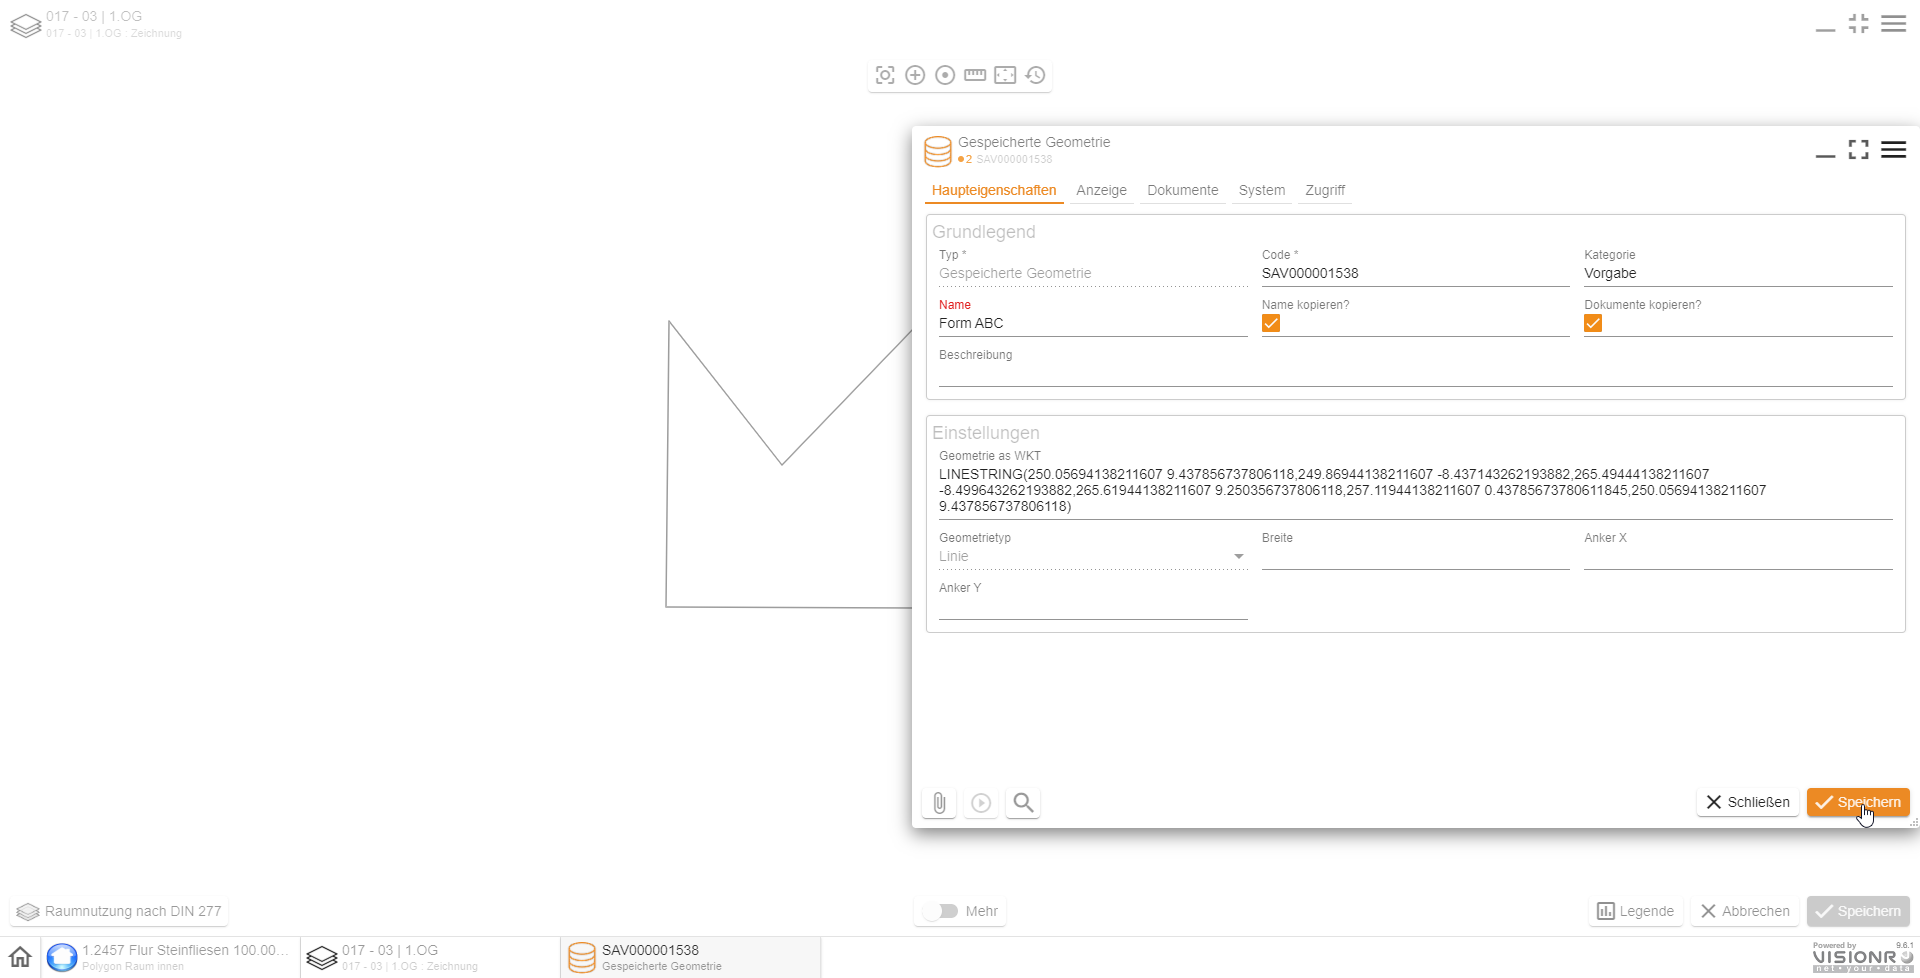 017 - 03 | 1.OG
017 - 03 | 1.OG : Zeichnung
Gespeicherte Geometrie
2 SAV000001538
Haupteigenschaften Anzeige Dokumente System Zugriff
Grundlegend
Typ * Code * Kategorie
Gespeicherte Geometrie SAV000001538 Vorgabe
Name Name kopieren? Dokumente kopieren?
Form ABC
Beschreibung
Einstellungen
Geometrie as WKT
LINESTRING(250.05694138211607 9.437856737806118,249.86944138211607 -8.437143262193882,265.49444138211607
-8.499643262193882,265.61944138211607 9.250356737806118,257.11944138211607 0.43785673780611845,250.05694138211607
9.437856737806118)
Geometrietyp Breite Anker X
Linie
Anker Y
Schließen Speichern
Raumnutzung nach DIN 277 Mehr Legende Abbrechen Speichern
1.2457 Flur Steinfliesen 100.00...
Polygon Raum innen
017 - 03 | 1.OG
017 - 03 | 1.OG : Zeichnung
SAV000001538
Gespeicherte Geometrie
Powered by 9.6.1
VISIONR
net • your • data